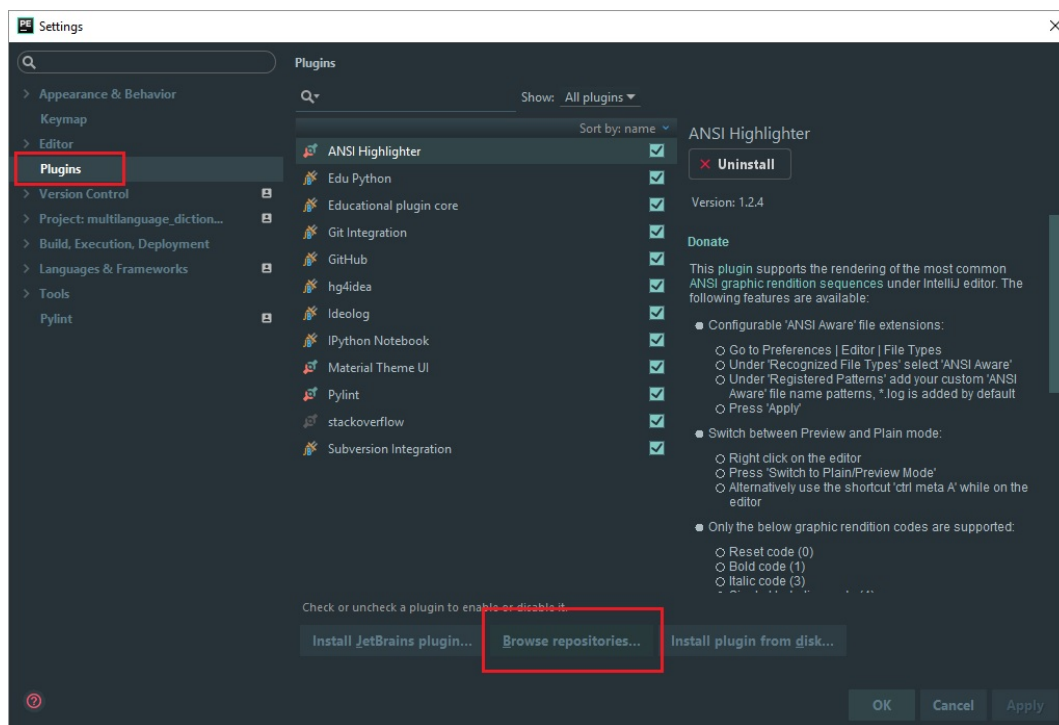 PE Settings
Appearance & Behavior
Keymap
Editor
Plugins
Version Control
Project: multilanguage_diction...
Build, Execution, Deployment
Languages & Frameworks
Tools
Pylint
Plugins
Show: All plugins
Sort by: name
ANSI Highlighter
Edu Python
Educational plugin core
Git Integration
GitHub
hg4idea
Ideolog
IPython Notebook
Material Theme UI
Pylint
stackoverflow
Subversion Integration
Check or uncheck a plugin to enable or disable it.
Install JetBrains plugin...
Browse repositories...
Install plugin from disk...
ANSI Highlighter
Uninstall
Version: 1.2.4
Donate
This plugin supports the rendering of the most common
ANSI graphic rendition sequences under IntelliJ editor. The
following features are available:
Configurable 'ANSI Aware' file extensions:
Go to Preferences | Editor | File Types
Under 'Recognized File Types' select 'ANSI Aware'
Under 'Registered Patterns' add your custom 'ANSI
Aware' file name patterns, *.log is added by default
Press 'Apply'
Switch between Preview and Plain mode:
Right click on the editor
Press 'Switch to Plain/Preview Mode'
Alternatively use the shortcut 'ctrl meta A' while on the
editor
Only the below graphic rendition codes are supported:
Reset code (0)
Bold code (1)
Italic code (3)
OK
Cancel
Apply